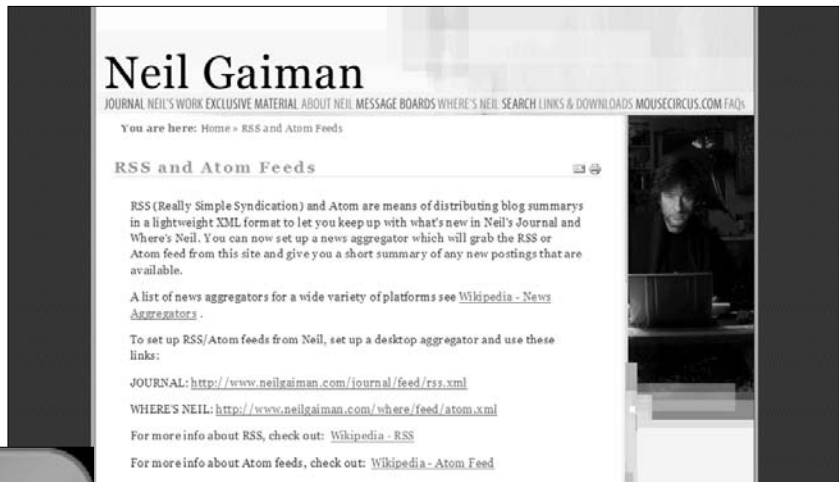 Neil Gaiman
JOURNAL NEIL'S WORK EXCLUSIVE MATERIAL ABOUT NEIL MESSAGE BOARDS WHERE'S NEIL SEARCH LINKS & DOWNLOADS MOUSECIRCUS.COM FAQs
You are here: Home » RSS and Atom Feeds
RSS and Atom Feeds
RSS (Really Simple Syndication) and Atom are means of distributing blog summarys
in a lightweight XML format to let you keep up with what's new in Neil's Journal and
Where's Neil. You can now set up a news aggregator which will grab the RSS or
Atom feed from this site and give you a short summary of any new postings that are
available.
A list of news aggregators for a wide variety of platforms see Wikipedia - News
Aggregators .
To set up RSS/Atom feeds from Neil, set up a desktop aggregator and use these
links:
JOURNAL: http://www.neilgaiman.com/journal/feed/rss.xml
WHERE'S NEIL: http://www.neilgaiman.com/where/feed/atom.xml
For more info about RSS, check out: Wikipedia - RSS
For more info about Atom feeds, check out: Wikipedia - Atom Feed